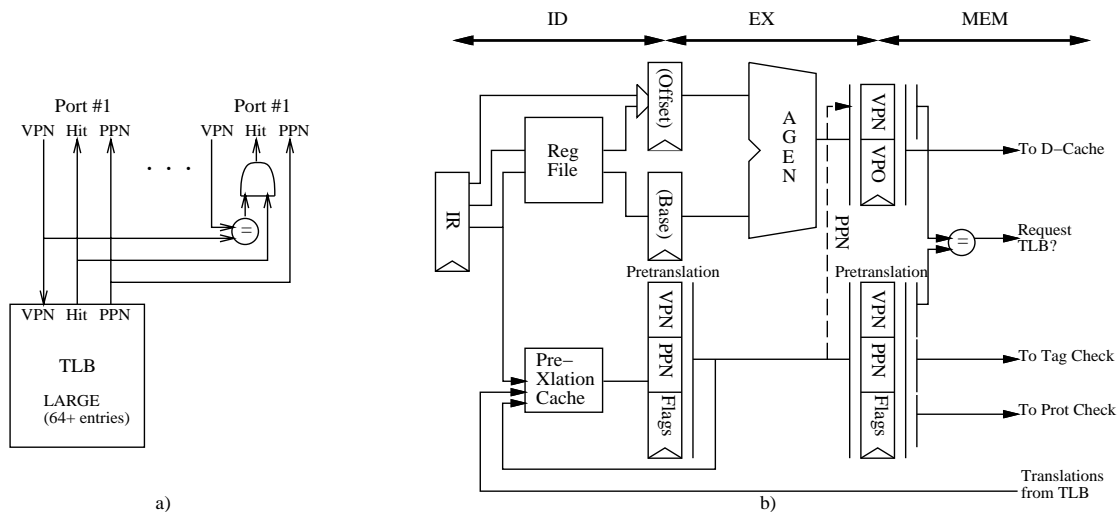 Port #1
Port #1
VPN Hit PPN
VPN Hit PPN
. . .
=
VPN Hit PPN
TLB
LARGE
(64+ entries)
a)
ID
EX
MEM
IR
Reg
File
(Offset)
(Base)
A
G
E
N
VPN
VPO
To D−Cache
PPN
=
Request
TLB?
Pretranslation
VPN
PPN
Flags
Pretranslation
VPN
PPN
Flags
Pre−
Xlation
Cache
To Tag Check
To Prot Check
Translations
from TLB
b)